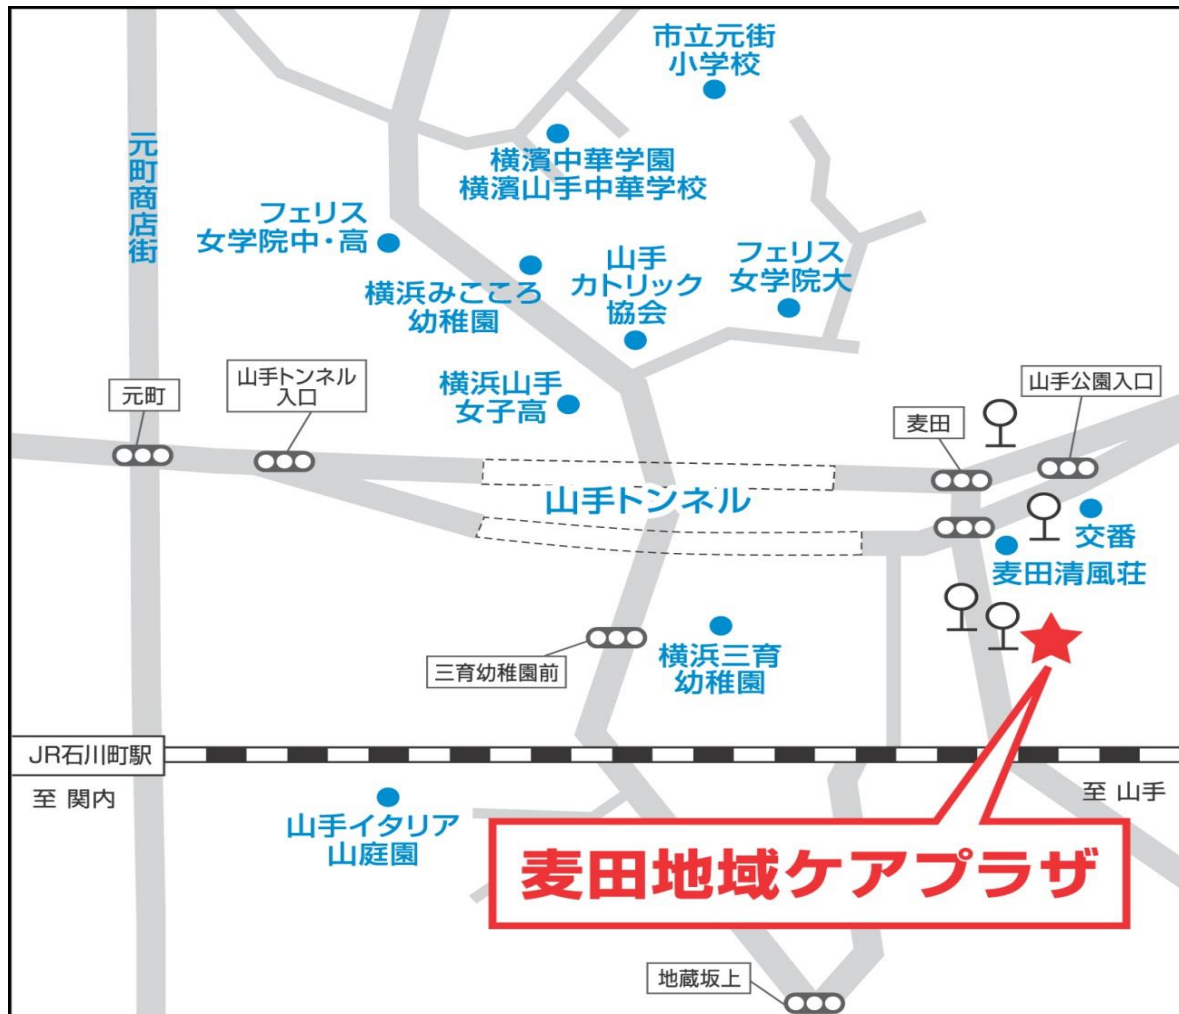 市立元街
小学校
元町商店街
横濱中華学園
横濱山手中華学校
フェリス
女学院中・高
山手
カトリック
協会
フェリス
女学院大
横浜みこころ
幼稚園
山手トンネル
入口
横浜山手
女子高
山手公園入口
元町
麦田
山手トンネル
交番
麦田清風荘
三育幼稚園前
横浜三育
幼稚園
JR石川町駅
至 関内
至 山手
山手イタリア
山庭園
麦田地域ケアプラザ
地蔵坂上